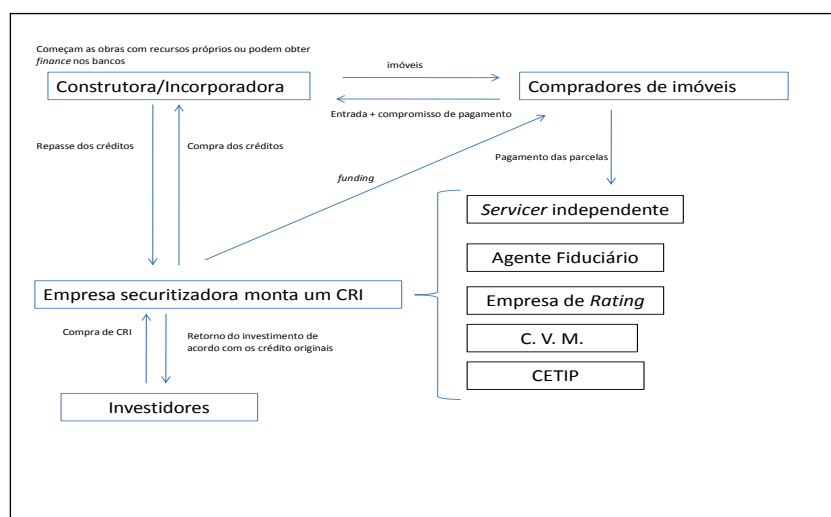 Começam as obras com recursos próprios ou podem obter
finance nos bancos
Construtora/Incorporadora
imóveis
Compradores de imóveis
Entrada + compromisso de pagamento
Repasse dos créditos
Compra dos créditos
Pagamento das parcelas
funding
Servicer independente
Agente Fiduciário
Empresa securitizadora monta um CRI
Empresa de Rating
Compra de CRI
Retorno do investimento de
acordo com os crédito originais
C. V. M.
CETIP
Investidores